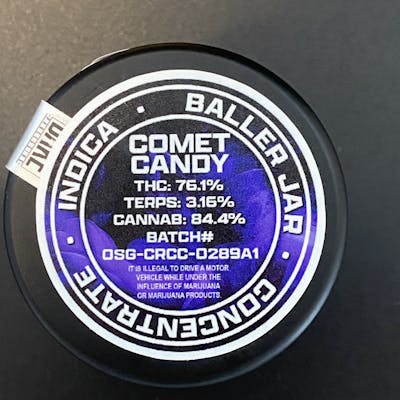 INDICA • BALLER JAR • CONCENTRATE •
COMET
CANDY
THC: 76.1%
TERPS: 3.16%
CANNAB: 84.4%
BATCH#
OSG-CRCC-0289A1
IT IS ILLEGAL TO DRIVE A MOTOR
VEHICLE WHILE UNDER THE
INFLUENCE OF MARIJUANA
OR MARIJUANA PRODUCTS.